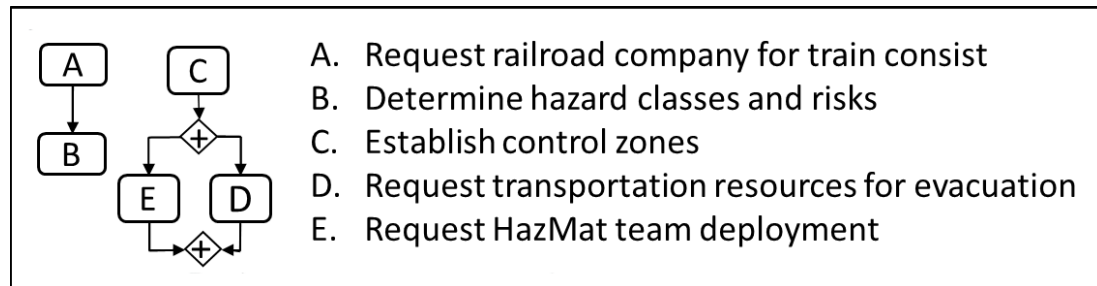 A
C
B
+
E
D
+
A. Request railroad company for train consist
B. Determine hazard classes and risks
C. Establish control zones
D. Request transportation resources for evacuation
E. Request HazMat team deployment